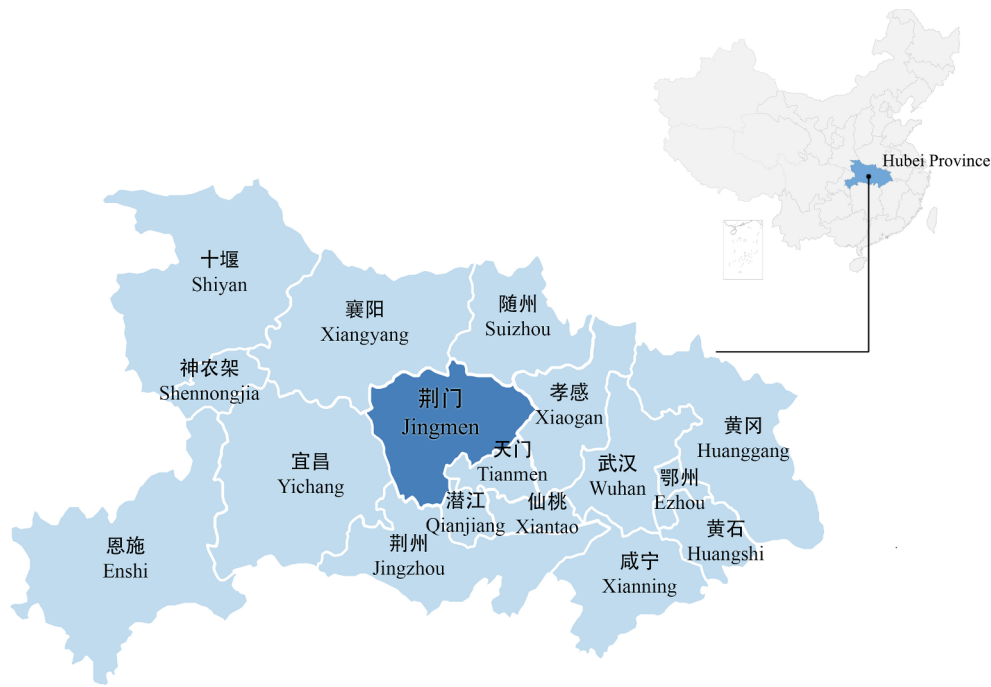 Hubei Province
十堰
Shiyan
襄阳
Xiangyang
随州
Suizhou
神农架
Shennongjia
荆门
Jingmen
孝感
Xiaogan
黄冈
Huanggang
天门
Tianmen
宜昌
Yichang
武汉
Wuhan
鄂州
Ezhou
潜江
Qianjiang
仙桃
Xiantao
黄石
Huangshi
荆州
Jingzhou
恩施
Enshi
咸宁
Xianning